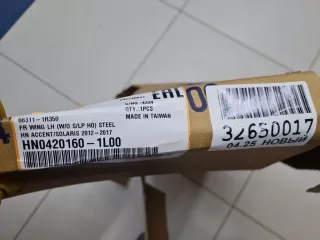 QTY.:1PCS
MADE IN TAIWAN
66311-1R350
FR WING LH (W/O S/LP HO) STEEL
HN ACCENT/SOLARIS 2012-2017
HN0420160-1L00
32650017
04.25 НОВЫЙ